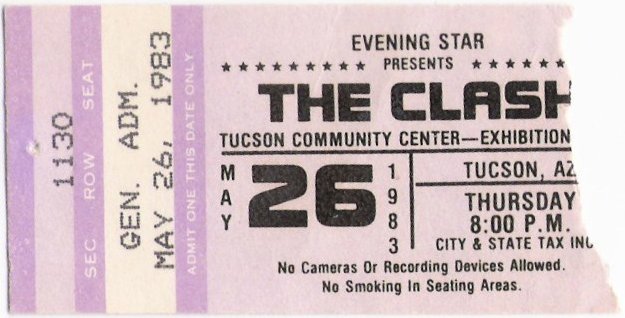 1130
SEC ROW SEAT
GEN. ADM.
MAY 26, 1983
ADMIT ONE THIS DATE ONLY
EVENING STAR
★★★★★★★★★★ PRESENTS ★★★★★★★
THE CLASH
TUCSON COMMUNITY CENTER—EXHIBITION
MAY 26 1983
TUCSON, AZ
THURSDAY
8:00 P.M.
CITY & STATE TAX INC
No Cameras Or Recording Devices Allowed.
No Smoking In Seating Areas.